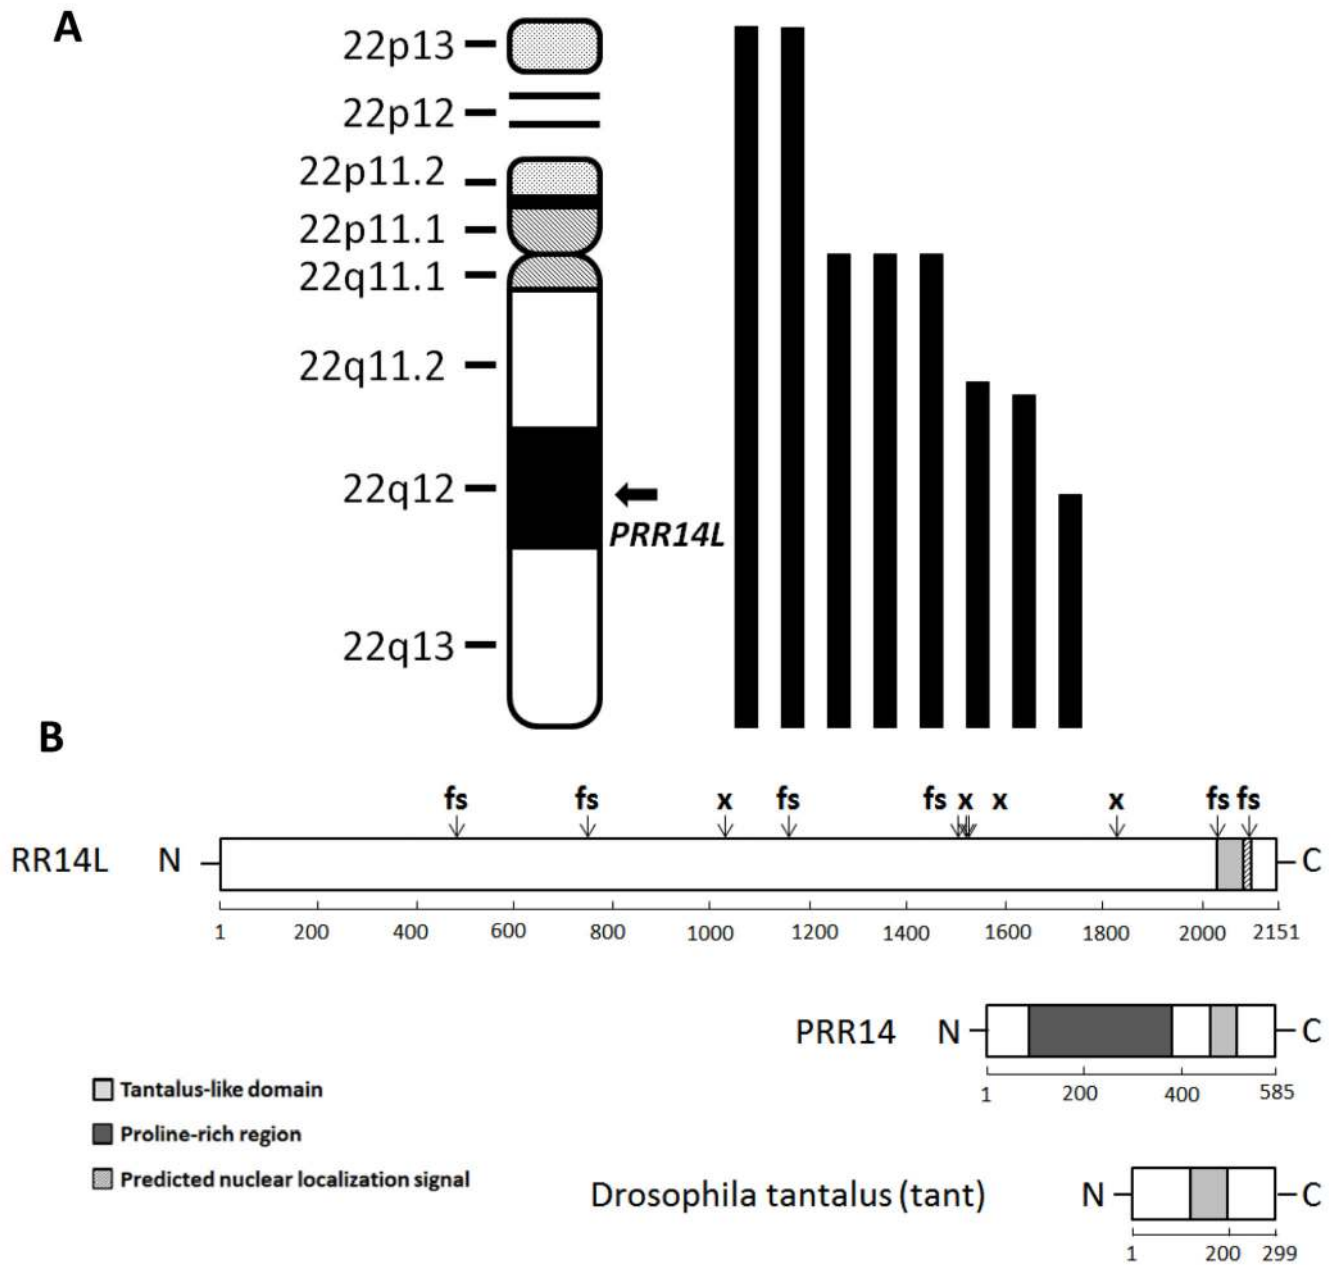 A
22p13
22p12
22p11.2
22p11.1
22q11.1
22q11.2
22q12
PRR14L
22q13
B
fs fs x fs fs x x x fs fs
RR14L N C
1 200 400 600 800 1000 1200 1400 1600 1800 2000 2151
PRR14 N C
1 200 400 585
Tantalus-like domain
Proline-rich region
Predicted nuclear localization signal
Drosophila tantalus (tant) N C
1 200 299